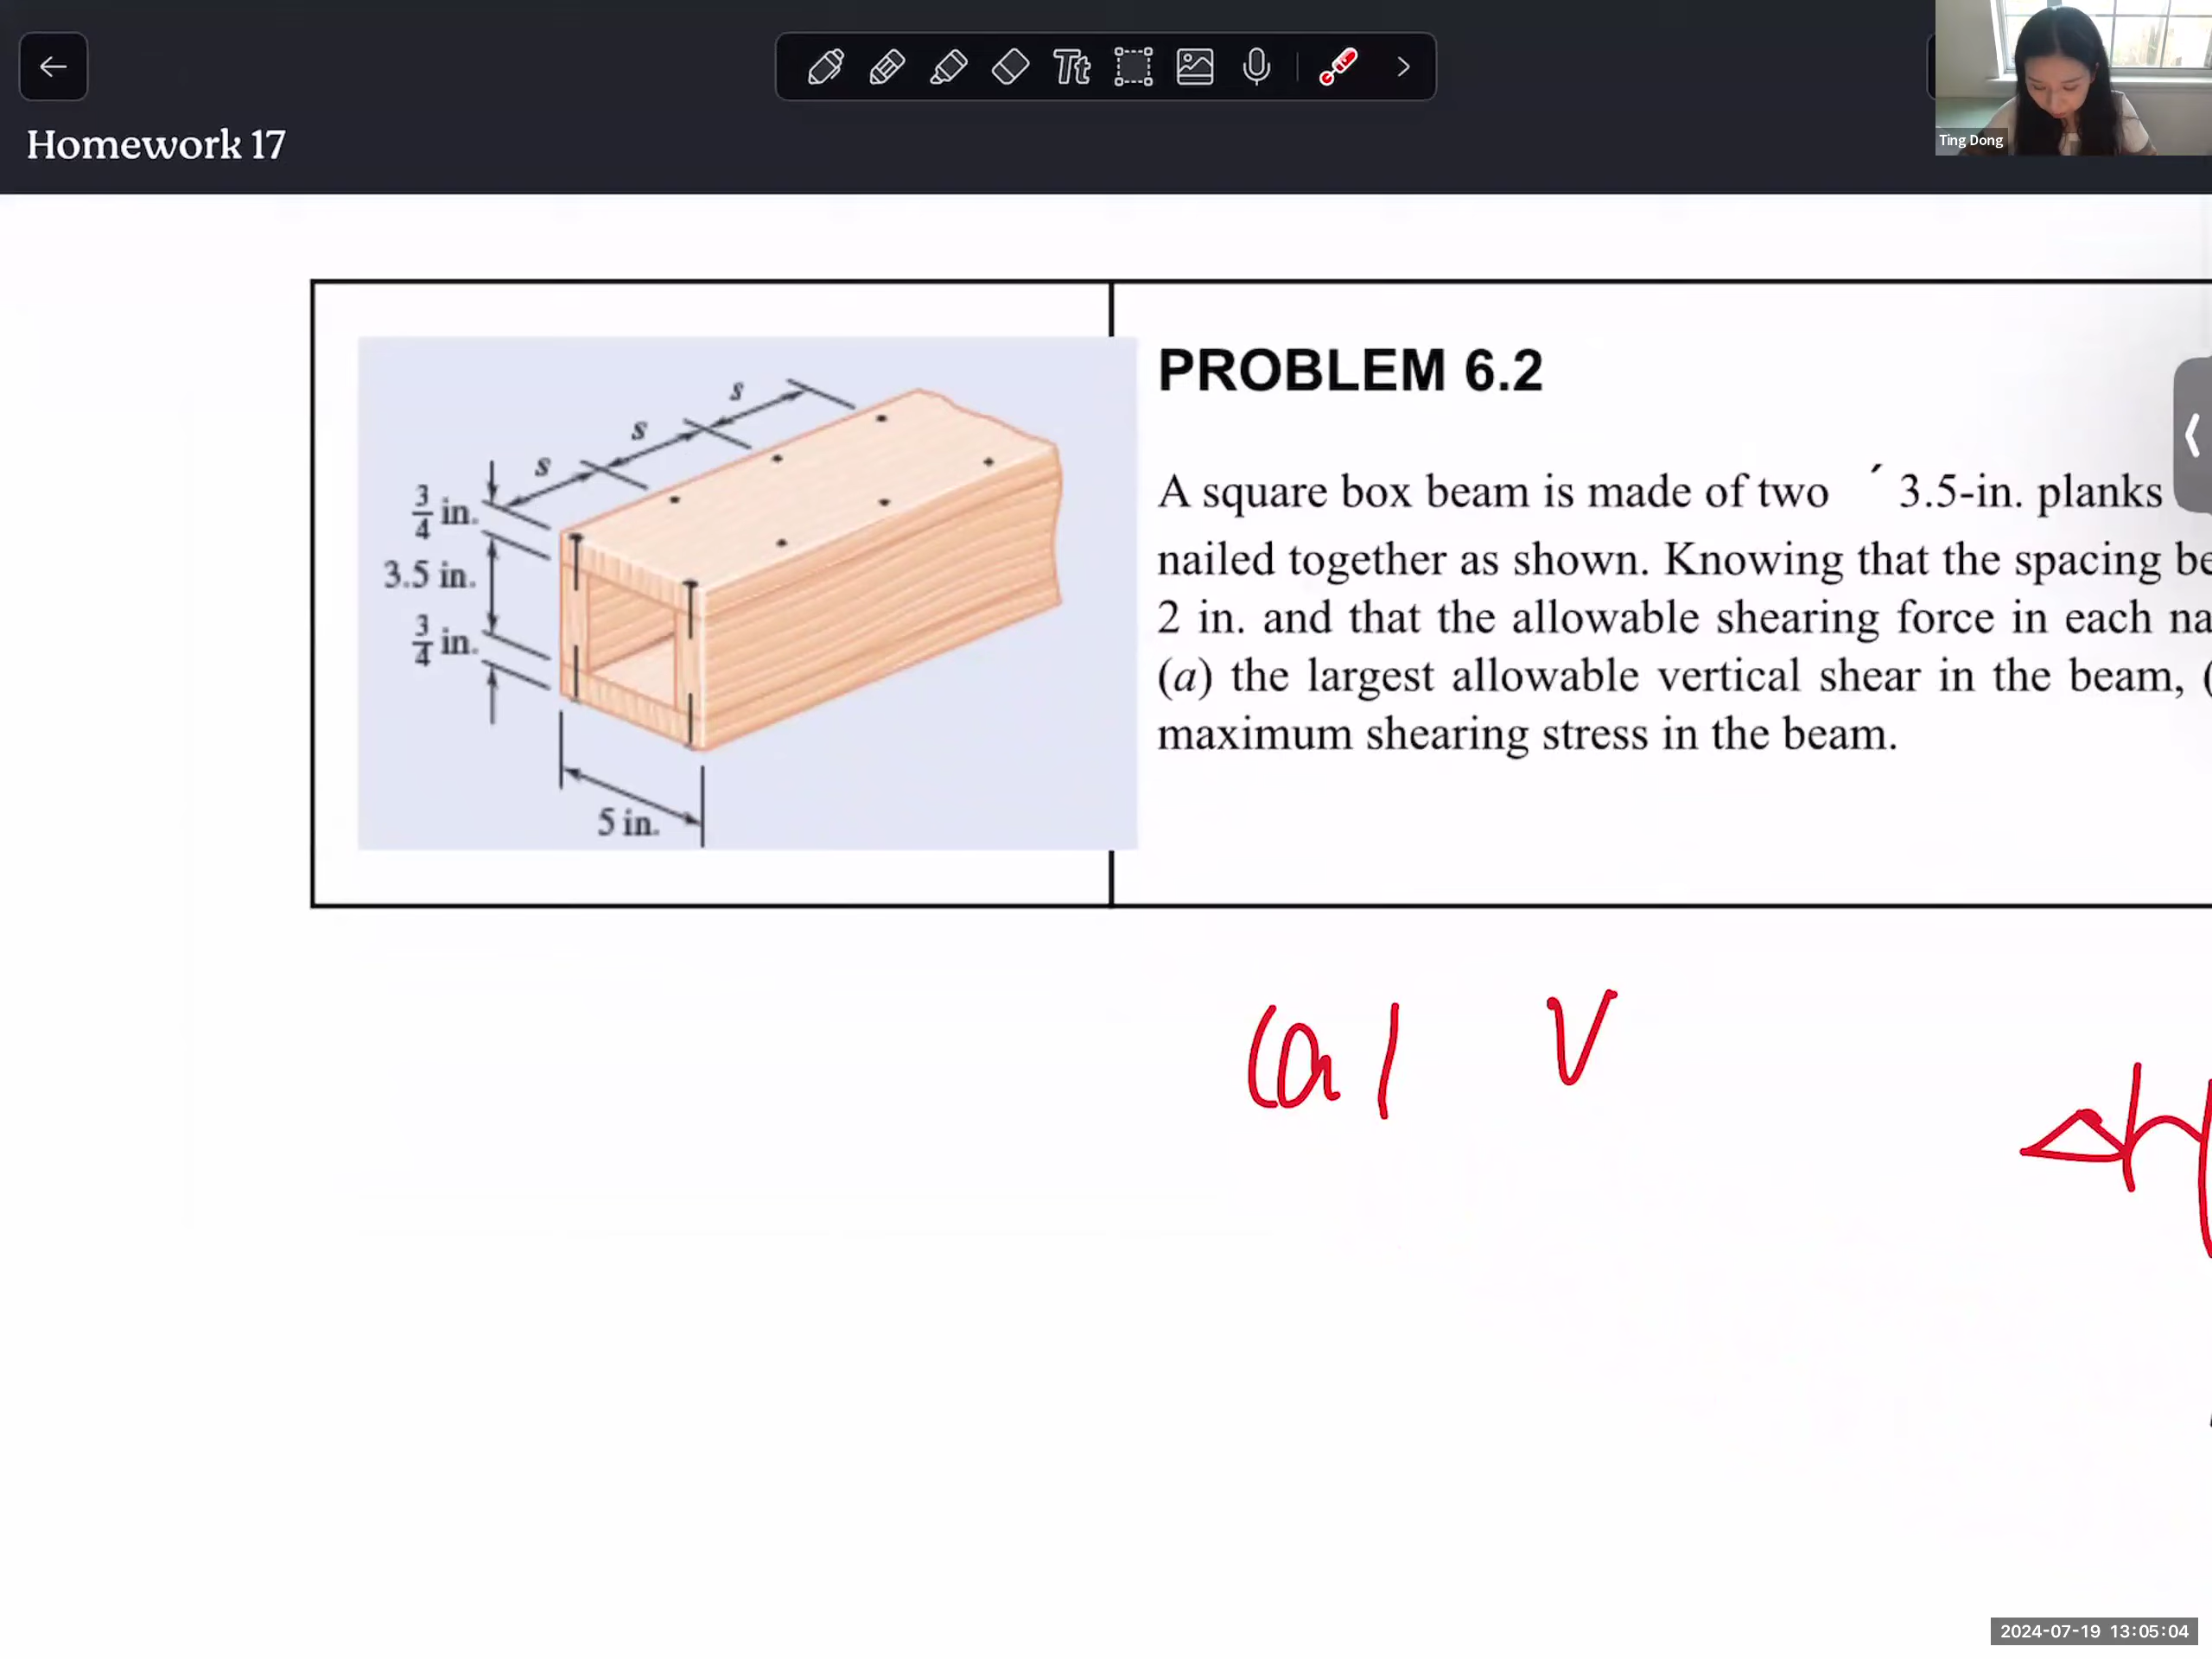 Tt
Ting Dong
Homework 17
PROBLEM 6.2
A square box beam is made of two ´ 3.5-in. planks
nailed together as shown. Knowing that the spacing be
2 in. and that the allowable shearing force in each na
(a) the largest allowable vertical shear in the beam, (
maximum shearing stress in the beam.
s
s
s
3/4 in.
3.5 in.
3/4 in.
5 in.
(a) V
2024-07-19 13:05:04